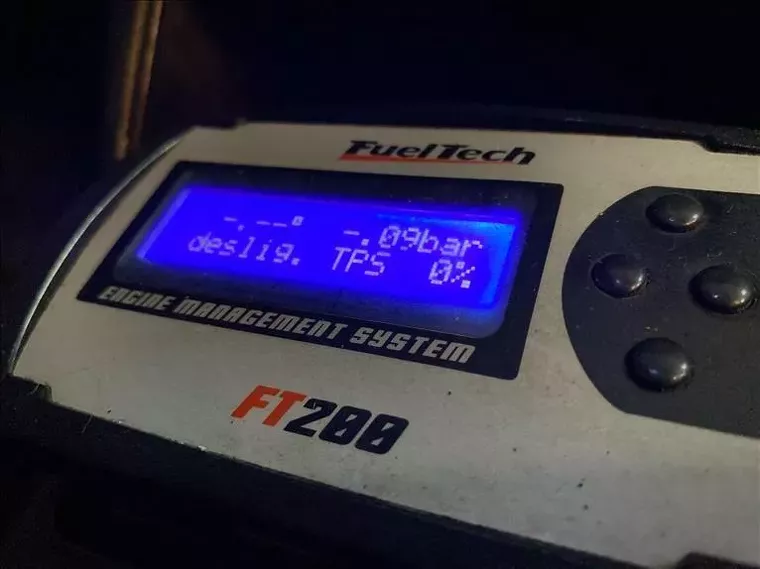 FuelTech
-.--° -.09bar
deslig. TPS 0%
ENGINE MANAGEMENT SYSTEM
FT200